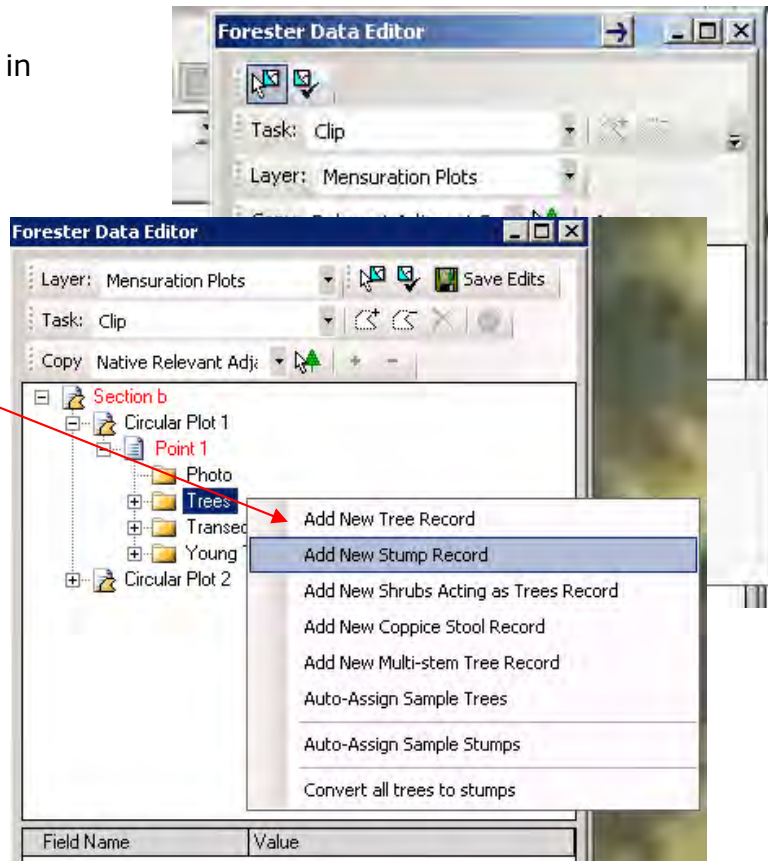 in
Forester Data Editor
Task: Clip
Layer: Mensuration Plots
Forester Data Editor
Layer: Mensuration Plots
Save Edits
Task: Clip
Copy Native Relevant Adj
Section b
Circular Plot 1
Point 1
Photo
Trees
Transec
Young
Circular Plot 2
Add New Tree Record
Add New Stump Record
Add New Shrubs Acting as Trees Record
Add New Coppice Stool Record
Add New Multi-stem Tree Record
Auto-Assign Sample Trees
Auto-Assign Sample Stumps
Convert all trees to stumps
Field Name Value